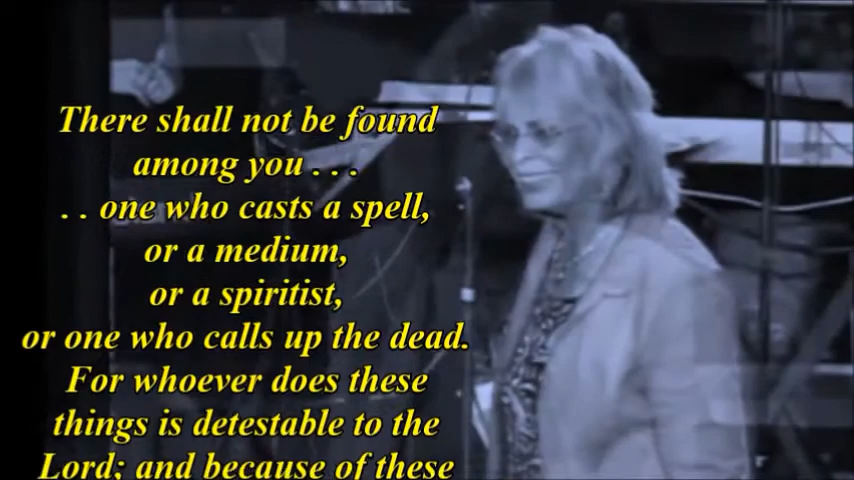 There shall not be found
among you . . .
. . one who casts a spell,
or a medium,
or a spiritist,
or one who calls up the dead.
For whoever does these
things is detestable to the
Lord; and because of these